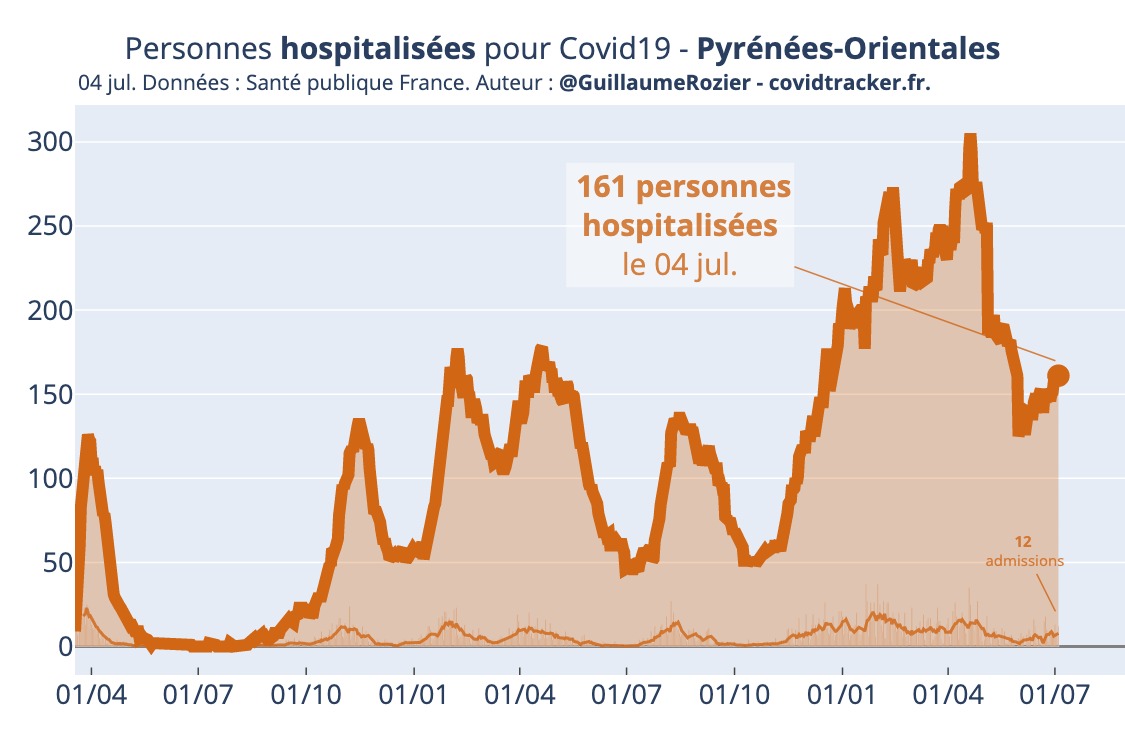 Personnes hospitalisées pour Covid19 - Pyrénées-Orientales
04 jul. Données : Santé publique France. Auteur : @GuillaumeRozier - covidtracker.fr.
300
250
200
150
100
50
0
161 personnes
hospitalisées
le 04 jul.
12
admissions
01/04 01/07 01/10 01/01 01/04 01/07 01/10 01/01 01/04 01/07